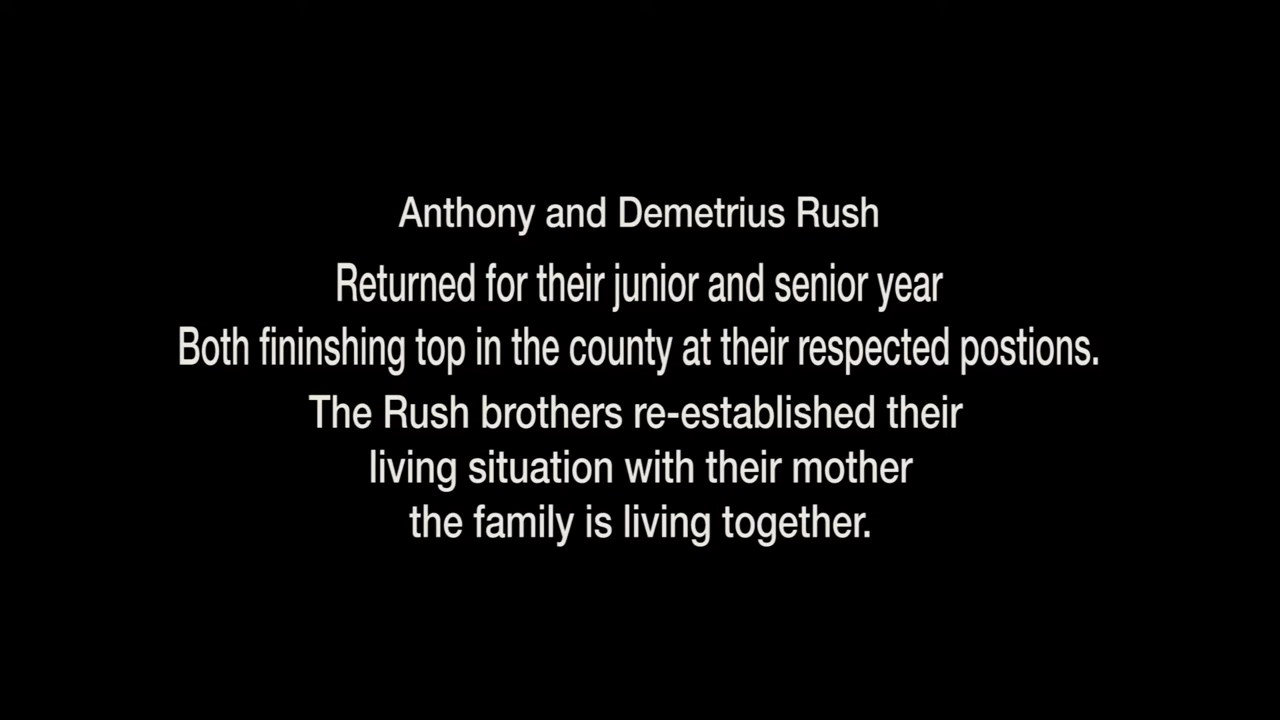 Anthony and Demetrius Rush
Returned for their junior and senior year
Both fininshing top in the county at their respected postions.
The Rush brothers re-established their
living situation with their mother
the family is living together.